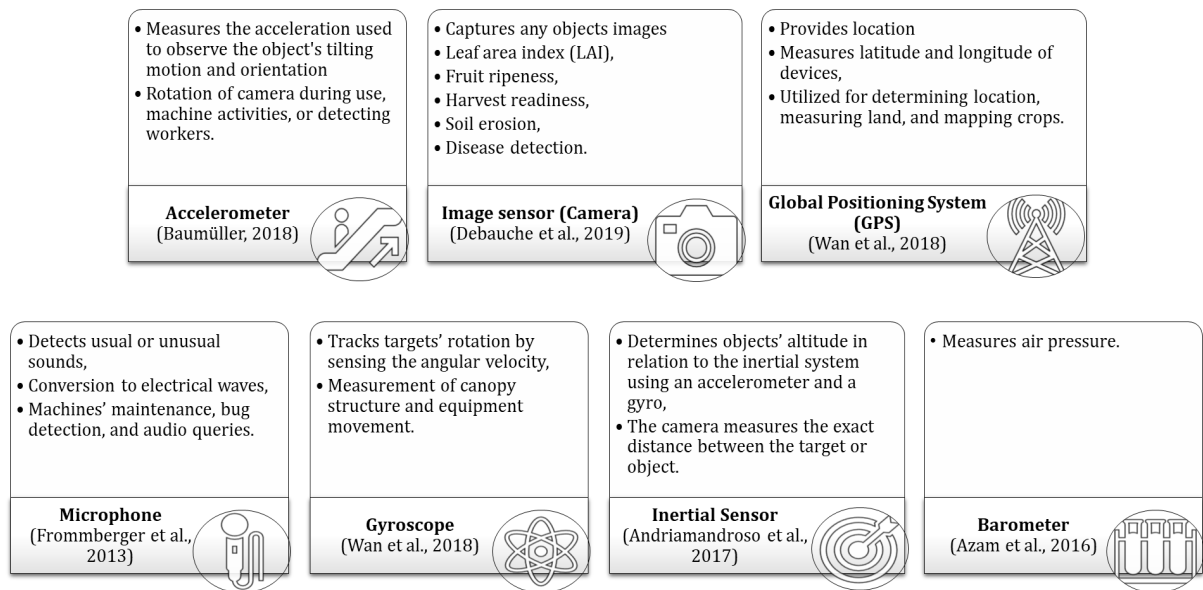 • Measures the acceleration used
to observe the object's tilting
motion and orientation
• Rotation of camera during use,
machine activities, or detecting
workers.
Accelerometer
(Baumüller, 2018)
• Captures any objects images
• Leaf area index (LAI),
• Fruit ripeness,
• Harvest readiness,
• Soil erosion,
• Disease detection.
Image sensor (Camera)
(Debauche et al., 2019)
• Provides location
• Measures latitude and longitude of
devices,
• Utilized for determining location,
measuring land, and mapping crops.
Global Positioning System
(GPS)
(Wan et al., 2018)
• Detects usual or unusual
sounds,
• Conversion to electrical waves,
• Machines’ maintenance, bug
detection, and audio queries.
Microphone
(Frommberger et al.,
2013)
• Tracks targets’ rotation by
sensing the angular velocity,
• Measurement of canopy
structure and equipment
movement.
Gyroscope
(Wan et al., 2018)
• Determines objects’ altitude in
relation to the inertial system
using an accelerometer and a
gyro,
• The camera measures the exact
distance between the target or
object.
Inertial Sensor
(Andriamandroso et al.,
2017)
• Measures air pressure.
Barometer
(Azam et al., 2016)